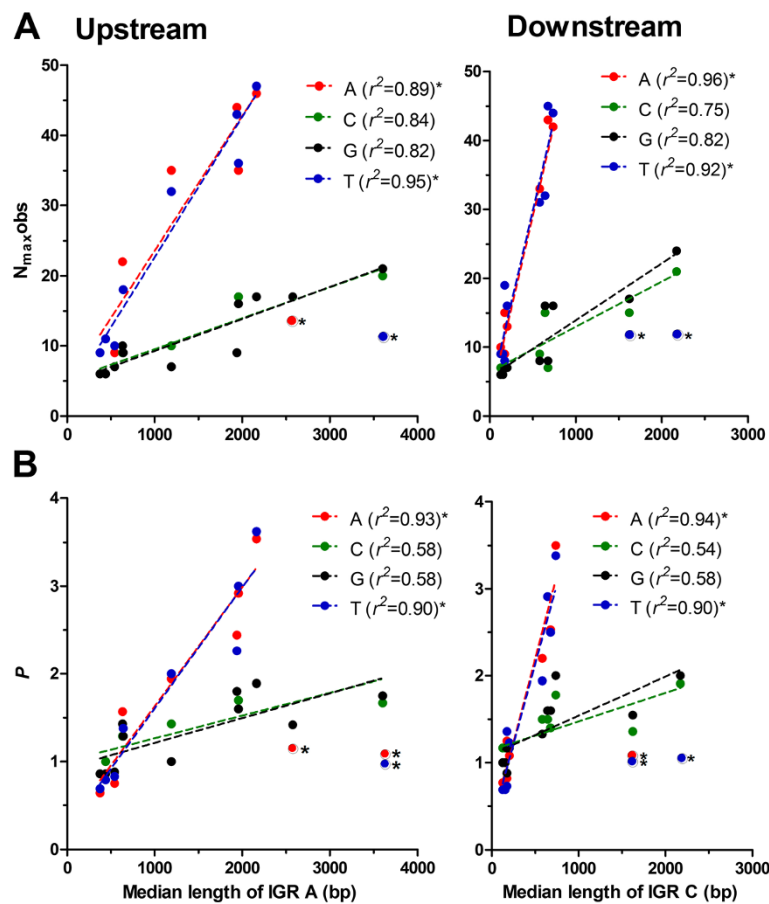 A Upstream Downstream
50
40
30
20
10
0
N_max obs
A (r²=0.89)*
C (r²=0.84)
G (r²=0.82)
T (r²=0.95)*
*
*
0 1000 2000 3000 4000
50
40
30
20
10
0
A (r²=0.96)*
C (r²=0.75)
G (r²=0.82)
T (r²=0.92)*
*
*
0 1000 2000 3000
B
4
3
2
1
0
P
A (r²=0.93)*
C (r²=0.58)
G (r²=0.58)
T (r²=0.90)*
*
*
*
0 1000 2000 3000 4000
Median length of IGR A (bp)
4
3
2
1
0
A (r²=0.94)*
C (r²=0.54)
G (r²=0.58)
T (r²=0.90)*
*
*
*
0 1000 2000 3000
Median length of IGR C (bp)